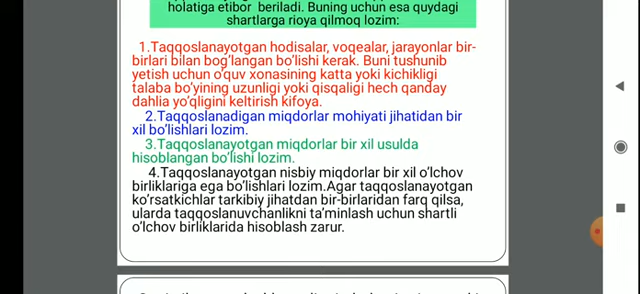 holatiga etibor beriladi. Buning uchun esa quydagi
shartlarga rioya qilmoq lozim:
1.Taqqoslanayotgan hodisalar, voqealar, jarayonlar bir-
birlari bilan bog‘langan bo‘lishi kerak. Buni tushunib
yetish uchun o‘quv xonasining katta yoki kichikligi
talaba bo‘yining uzunligi yoki qisqaligi hech qanday
dahlia yo‘qligini keltirish kifoya.
2.Taqqoslanadigan miqdorlar mohiyati jihatidan bir
xil bo‘lishlari lozim.
3.Taqqoslanayotgan miqdorlar bir xil usulda
hisoblangan bo‘lishi lozim.
4.Taqqoslanayotgan nisbiy miqdorlar bir xil o‘lchov
birliklariga ega bo‘lishlari lozim.Agar taqqoslanayotgan
ko‘rsatkichlar tarkibiy jihatdan bir-birlaridan farq qilsa,
ularda taqqoslanuvchanlikni ta‘minlash uchun shartli
o‘lchov birliklarida hisoblash zarur.